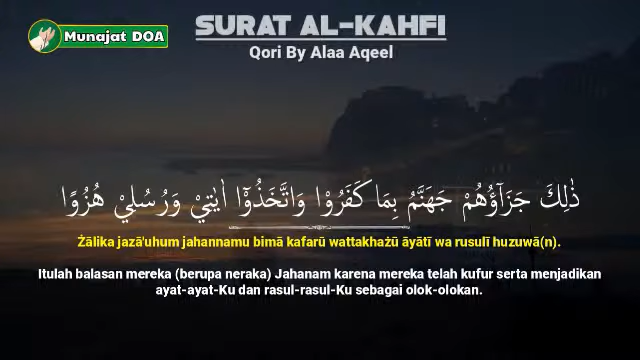 Munajat DOA
SURAT AL-KAHFI
Qori By Alaa Aqeel
ذٰلِكَ جَزَاۤؤُهُمْ جَهَنَّمُ بِمَا كَفَرُوْا وَاتَّخَذُوْٓا اٰيٰتِيْ وَرُسُلِيْ هُزُوًا
Żālika jazā'uhum jahannamu bimā kafarū wattakhażū āyātī wa rusulī huzuwā(n).
Itulah balasan mereka (berupa neraka) Jahanam karena mereka telah kufur serta menjadikan
ayat-ayat-Ku dan rasul-rasul-Ku sebagai olok-olokan.